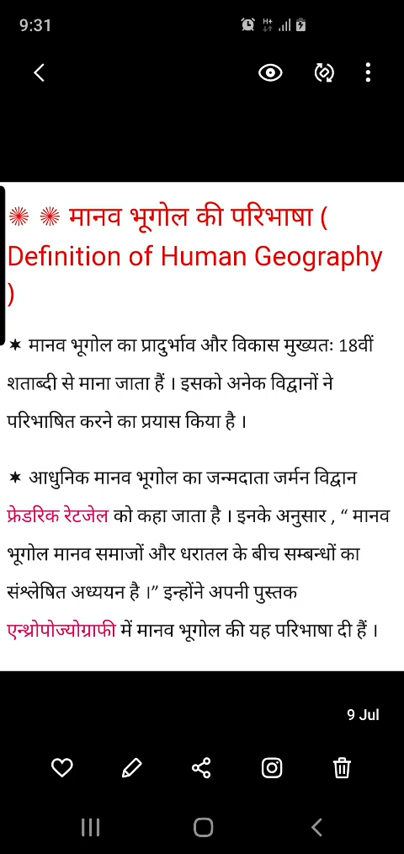 9:31
H+
✺ ✺ मानव भूगोल की परिभाषा (
Definition of Human Geography
)
✶ मानव भूगोल का प्रादुर्भाव और विकास मुख्यतः 18वीं
शताब्दी से माना जाता हैं । इसको अनेक विद्वानों ने
परिभाषित करने का प्रयास किया है ।
✶ आधुनिक मानव भूगोल का जन्मदाता जर्मन विद्वान
फ्रेडरिक रेटजेल को कहा जाता है । इनके अनुसार , “ मानव
भूगोल मानव समाजों और धरातल के बीच सम्बन्धों का
संश्लेषित अध्ययन है ।” इन्होंने अपनी पुस्तक
एन्थ्रोपोज्योग्राफी में मानव भूगोल की यह परिभाषा दी हैं ।
9 Jul